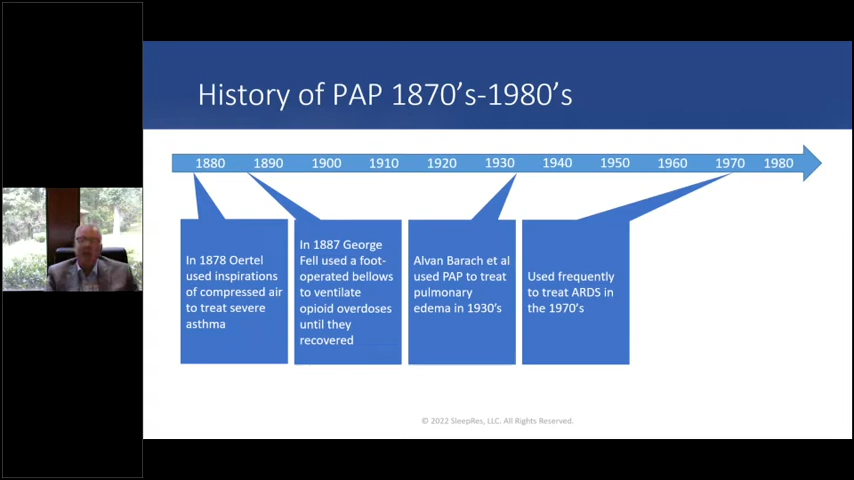 History of PAP 1870's-1980's
1880 1890 1900 1910 1920 1930 1940 1950 1960 1970 1980
In 1878 Oertel
used inspirations
of compressed air
to treat severe
asthma
In 1887 George
Fell used a foot-
operated bellows
to ventilate
opioid overdoses
until they
recovered
Alvan Barach et al
used PAP to treat
pulmonary
edema in 1930's
Used frequently
to treat ARDS in
the 1970's
© 2022 SleepRes, LLC. All Rights Reserved.